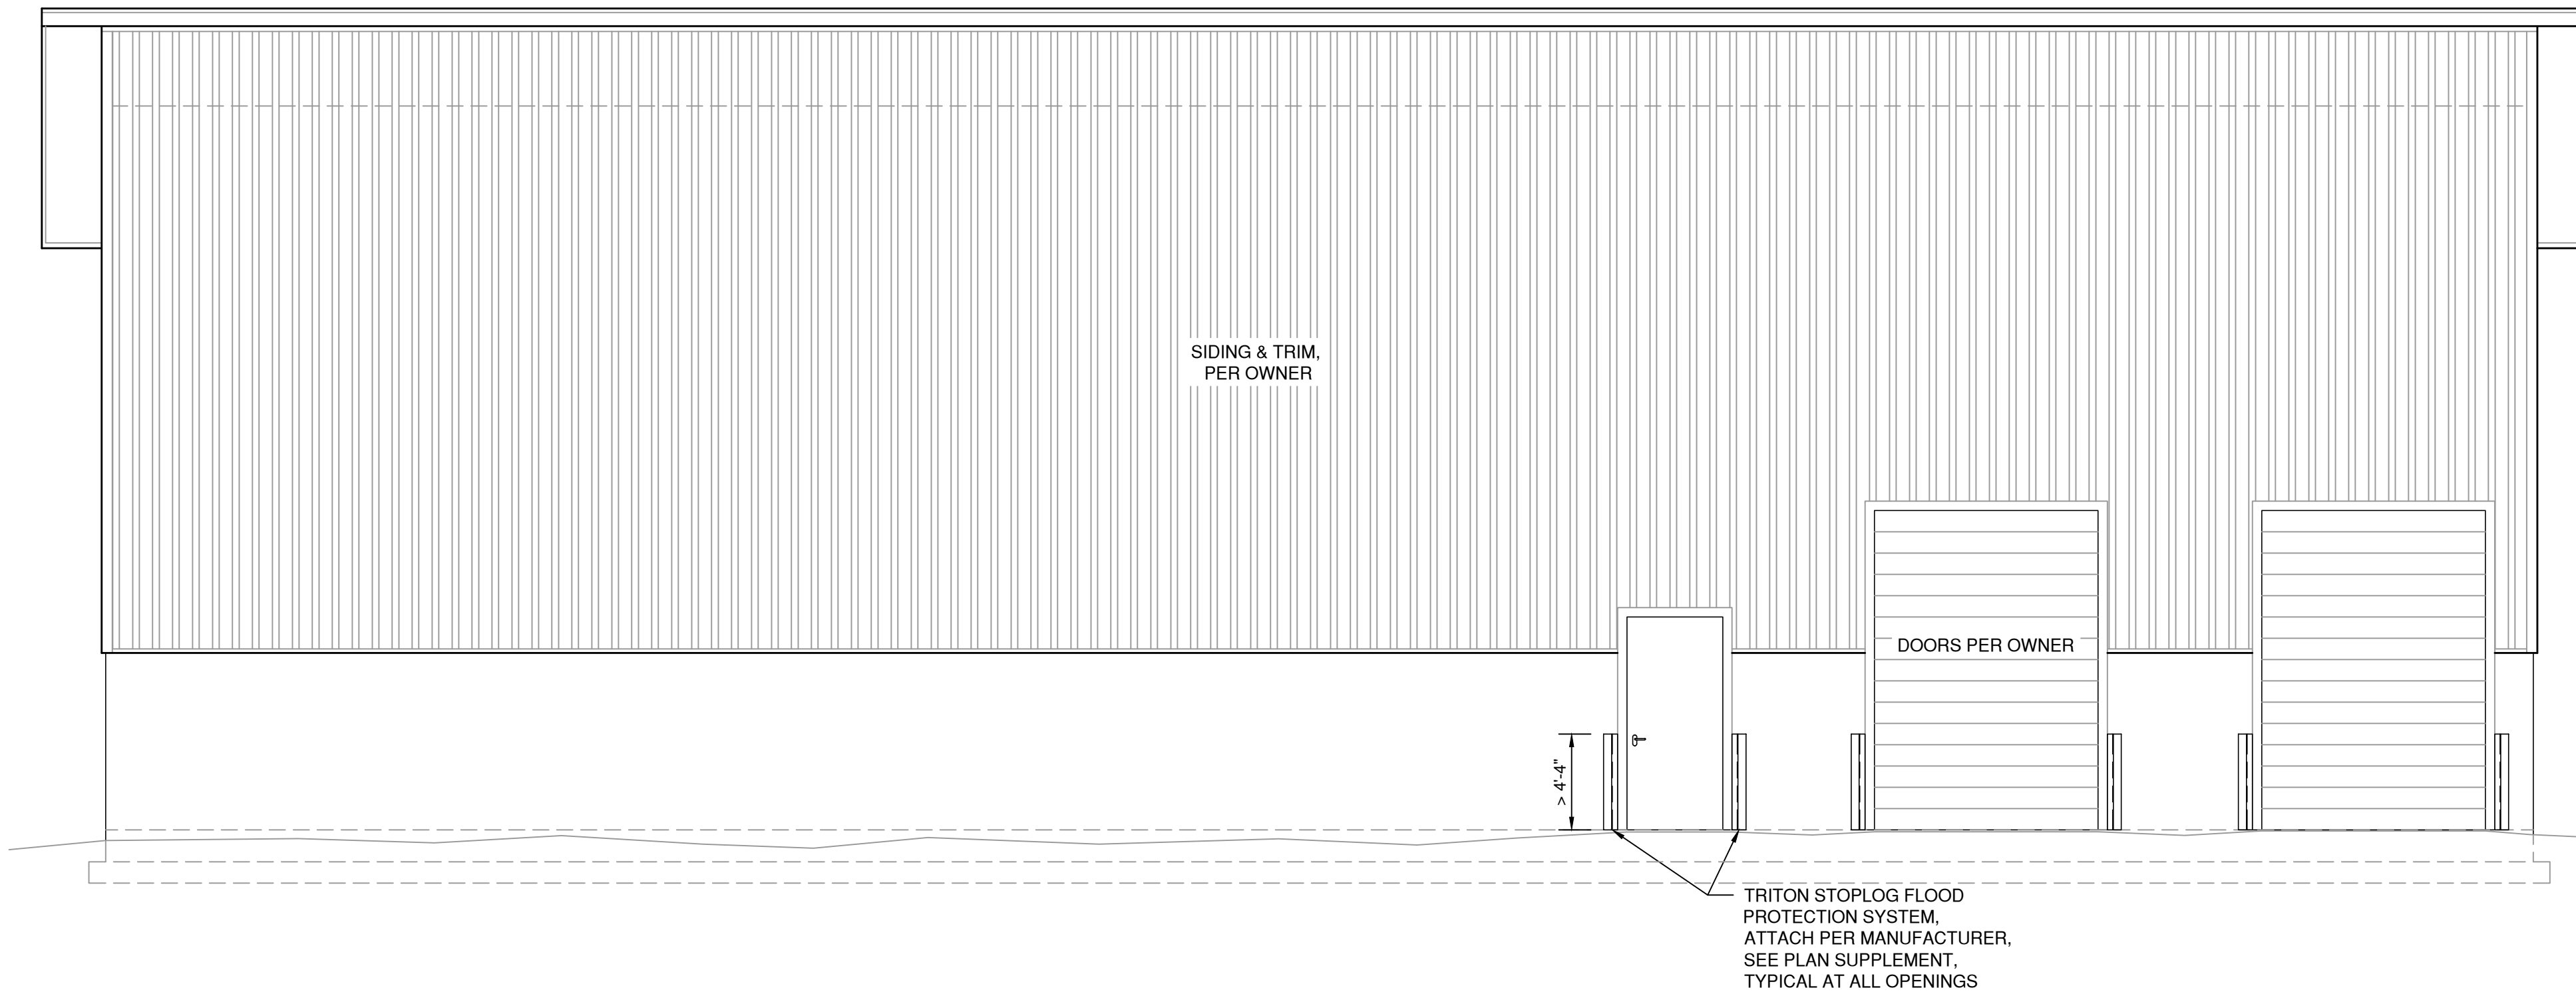 SIDING & TRIM,
PER OWNER
DOORS PER OWNER
> 4'-4"
TRITON STOPLOG FLOOD
PROTECTION SYSTEM,
ATTACH PER MANUFACTURER,
SEE PLAN SUPPLEMENT,
TYPICAL AT ALL OPENINGS